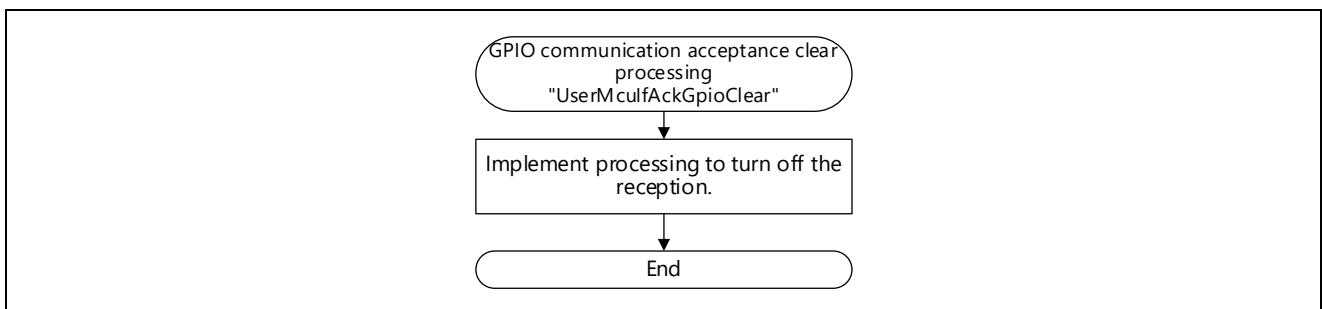 GPIO communication acceptance clear
processing
"UserMcuIfAckGpioClear"
Implement processing to turn off the
reception.
End